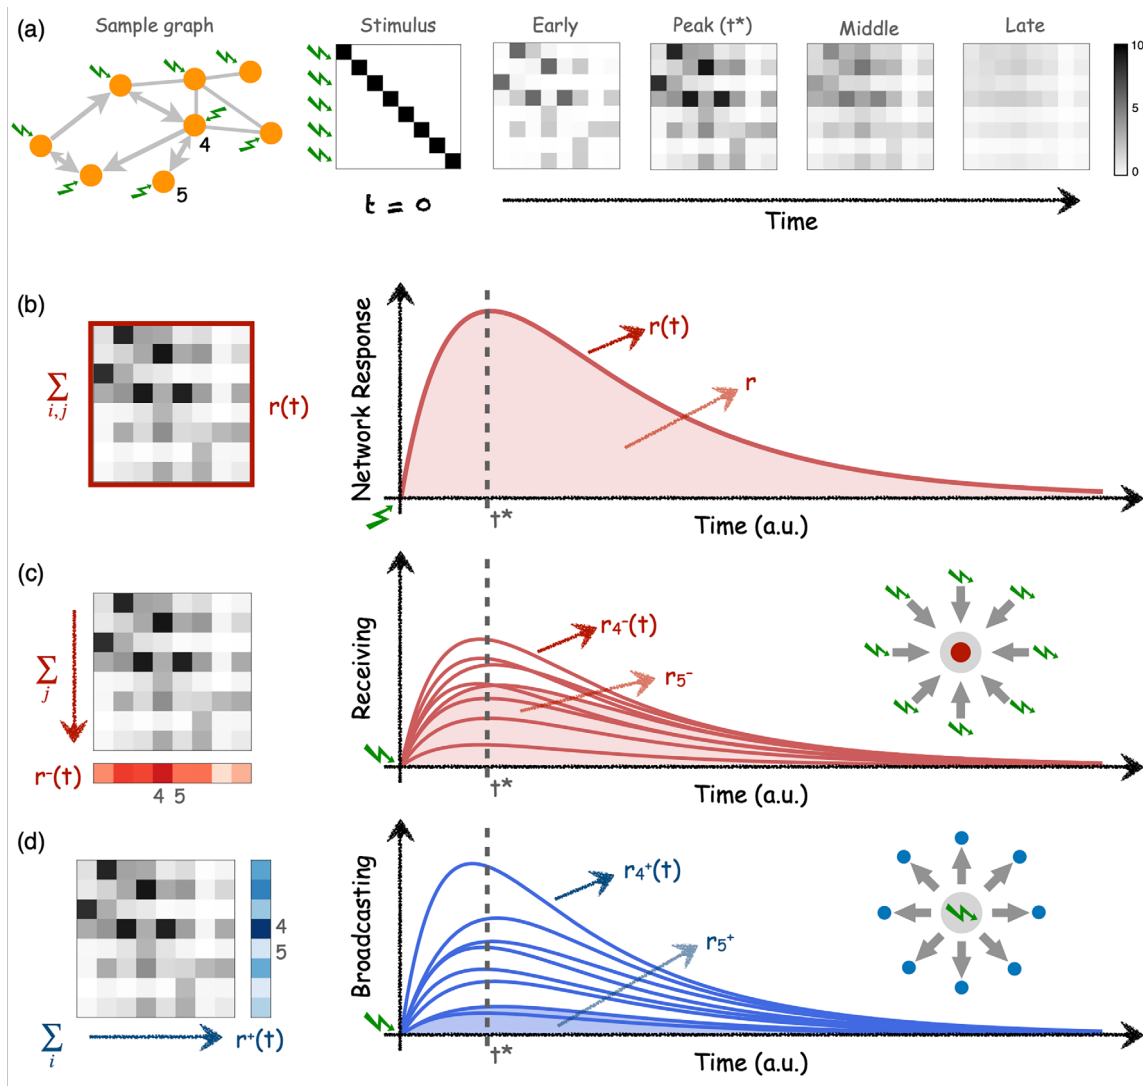 (a) Sample graph Stimulus Early Peak (t*) Middle Late
10
4
5
0
t = 0
Time
(b)
Network Response
r(t)
r
∑ i,j
r(t)
t*
Time (a.u.)
(c)
Receiving
r4-(t)
r5-
∑ j
r-(t)
4 5
t*
Time (a.u.)
(d)
Broadcasting
r4+(t)
r5+
4
5
∑ i
r+(t)
t*
Time (a.u.)